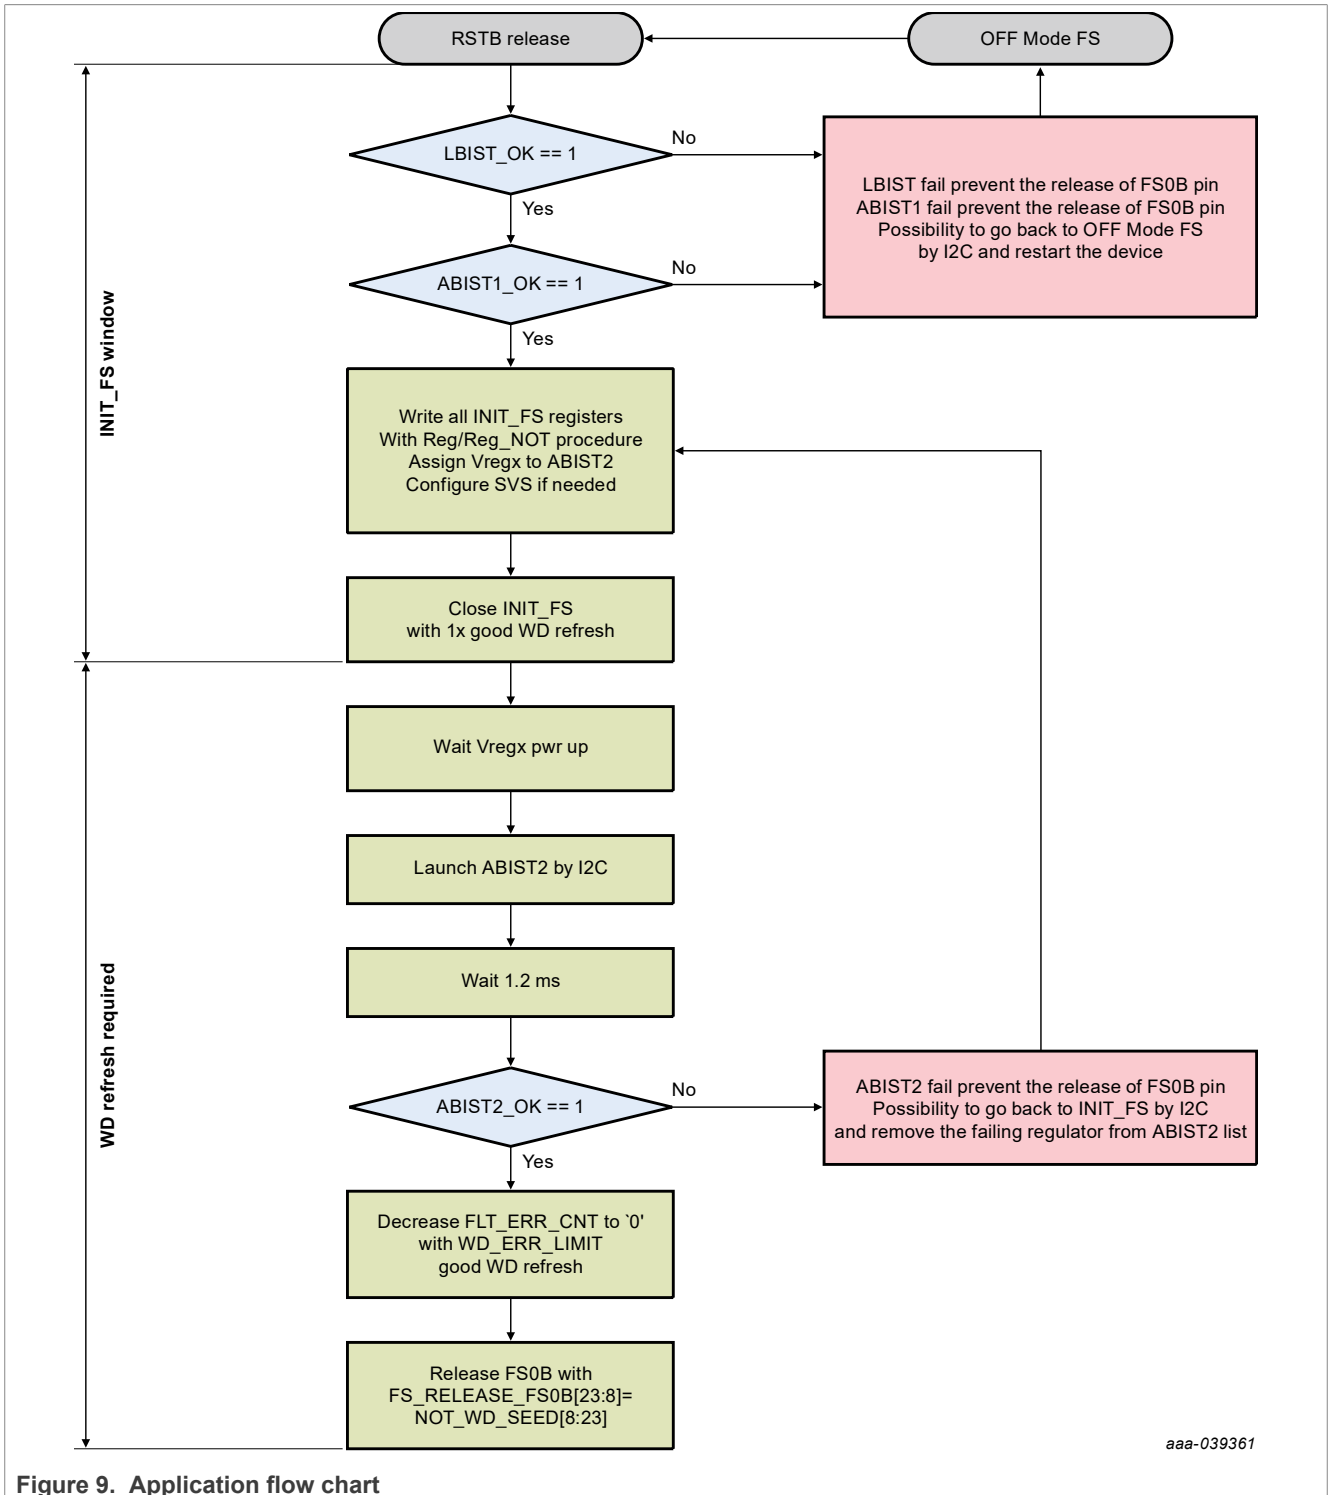 RSTB release
OFF Mode FS
LBIST_OK == 1
No
Yes
LBIST fail prevent the release of FS0B pin
ABIST1 fail prevent the release of FS0B pin
Possibility to go back to OFF Mode FS
by I2C and restart the device
ABIST1_OK == 1
No
Yes
INIT_FS window
Write all INIT_FS registers
With Reg/Reg_NOT procedure
Assign Vregx to ABIST2
Configure SVS if needed
Close INIT_FS
with 1x good WD refresh
Wait Vregx pwr up
Launch ABIST2 by I2C
Wait 1.2 ms
WD refresh required
ABIST2_OK == 1
No
Yes
ABIST2 fail prevent the release of FS0B pin
Possibility to go back to INIT_FS by I2C
and remove the failing regulator from ABIST2 list
Decrease FLT_ERR_CNT to `0'
with WD_ERR_LIMIT
good WD refresh
Release FS0B with
FS_RELEASE_FS0B[23:8]=
NOT_WD_SEED[8:23]
aaa-039361
Figure 9. Application flow chart